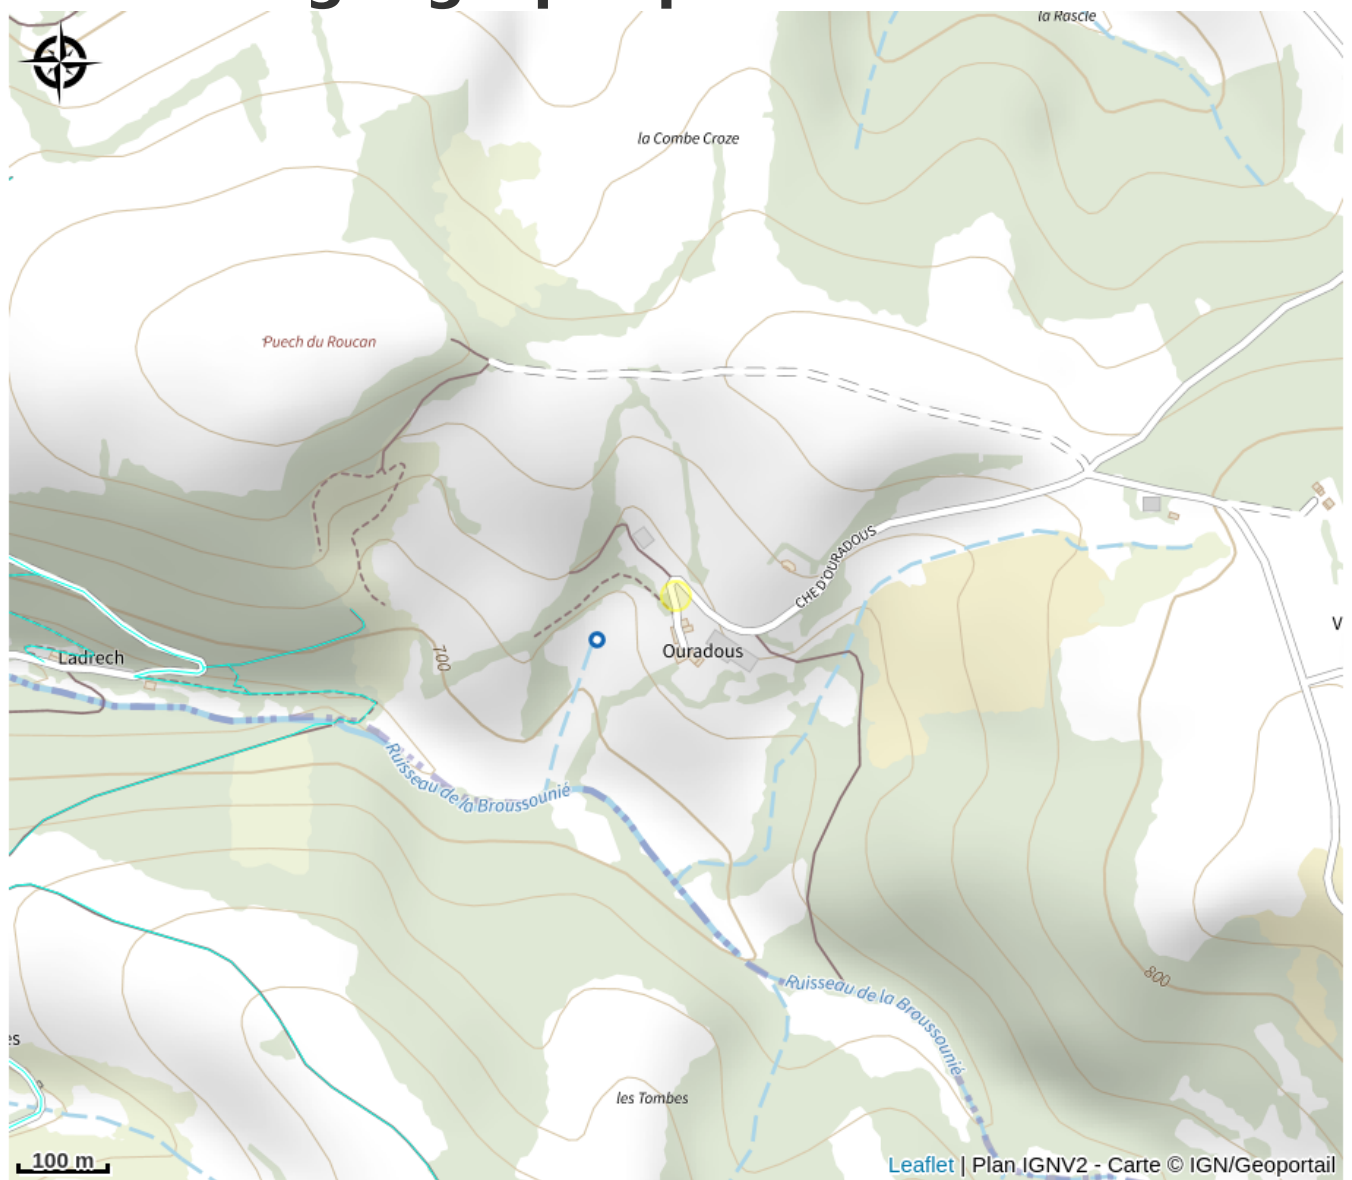 la Rascle
la Combe Croze
Puech du Roucan
CHE D'OURADOUS
Ladrech
700
Ouradous
V
Ruisseau de la Broussounié
800
Ruisseau de la Broussounié
es
les Tombes
100 m
Leaflet | Plan IGNV2 - Carte © IGN/Geoportail